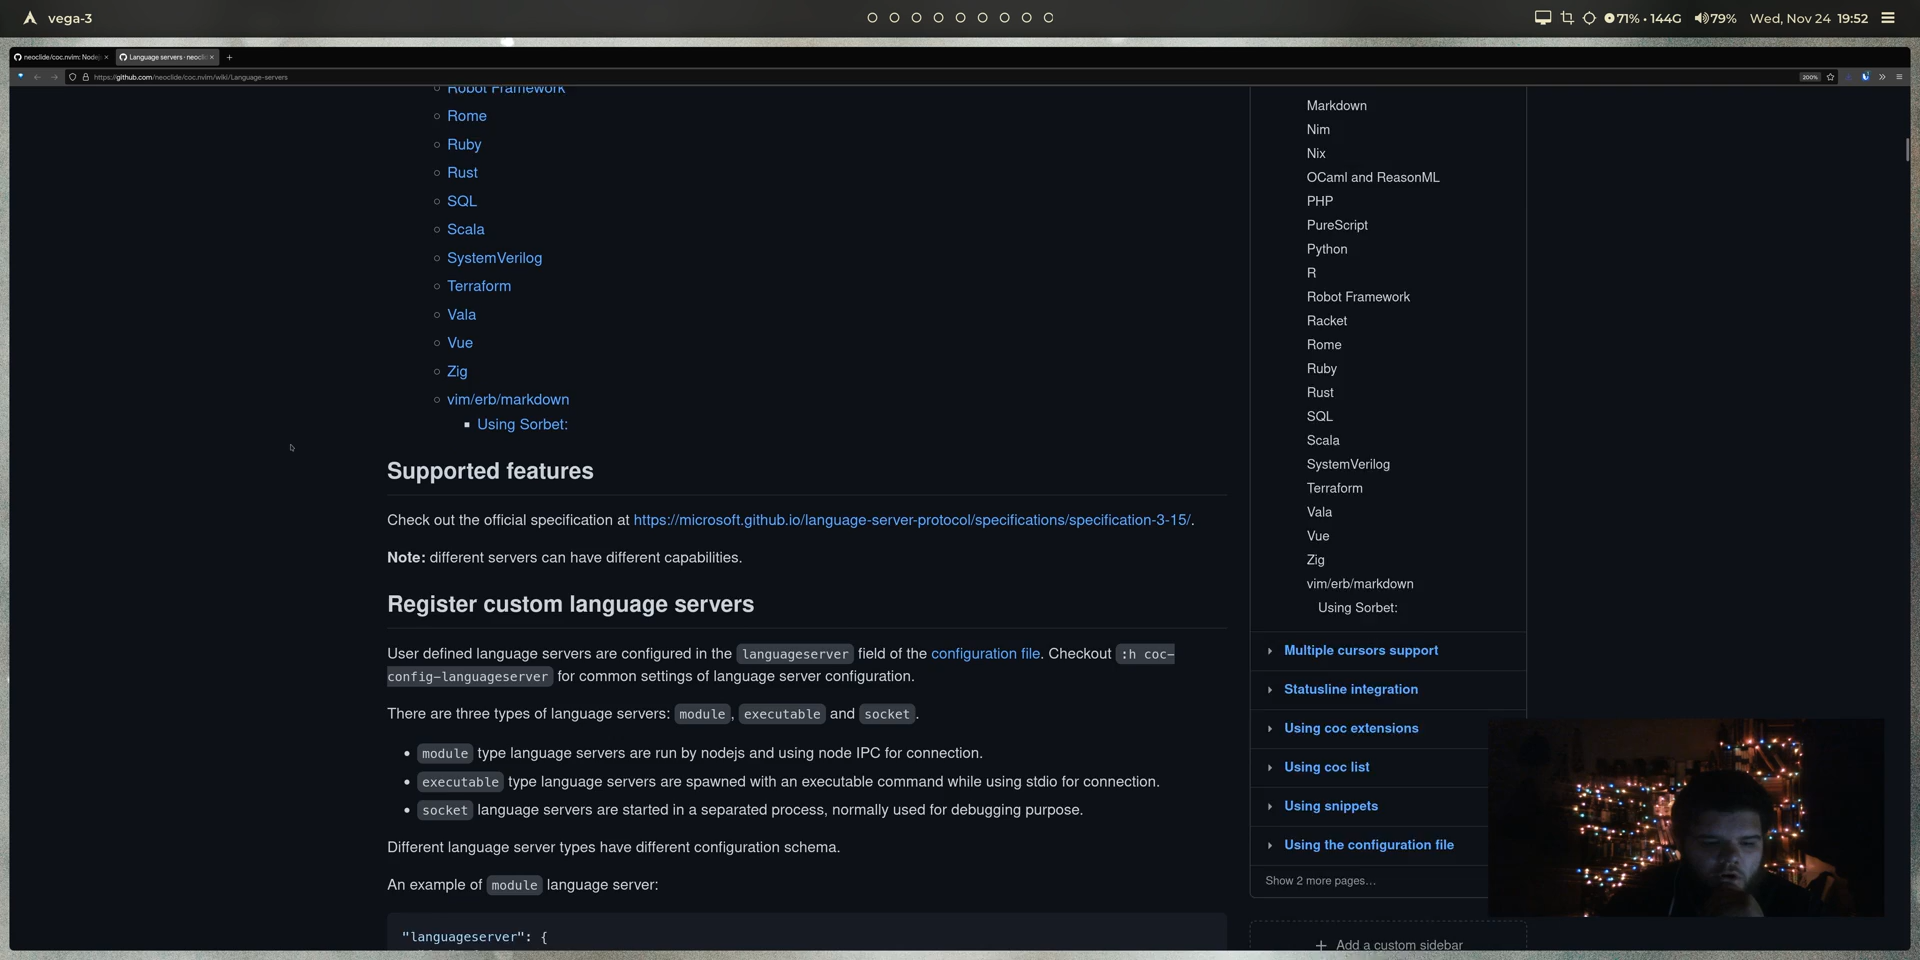 vega-3
71% • 144G
79%
Wed, Nov 24 19:52
neoclide/coc.nvim: Node
Language servers · neocli
https://github.com/neoclide/coc.nvim/wiki/Language-servers
200%
Robot Framework
Rome
Ruby
Rust
SQL
Scala
SystemVerilog
Terraform
Vala
Vue
Zig
vim/erb/markdown
Using Sorbet:
Supported features
Check out the official specification at https://microsoft.github.io/language-server-protocol/specifications/specification-3-15/.
Note: different servers can have different capabilities.
Register custom language servers
User defined language servers are configured in the languageserver field of the configuration file. Checkout :h coc-
config-languageserver for common settings of language server configuration.
There are three types of language servers: module, executable and socket.
module type language servers are run by nodejs and using node IPC for connection.
executable type language servers are spawned with an executable command while using stdio for connection.
socket language servers are started in a separated process, normally used for debugging purpose.
Different language server types have different configuration schema.
An example of module language server:
"languageserver": {
Markdown
Nim
Nix
OCaml and ReasonML
PHP
PureScript
Python
R
Robot Framework
Racket
Rome
Ruby
Rust
SQL
Scala
SystemVerilog
Terraform
Vala
Vue
Zig
vim/erb/markdown
Using Sorbet:
Multiple cursors support
Statusline integration
Using coc extensions
Using coc list
Using snippets
Using the configuration file
Show 2 more pages…
Add a custom sidebar